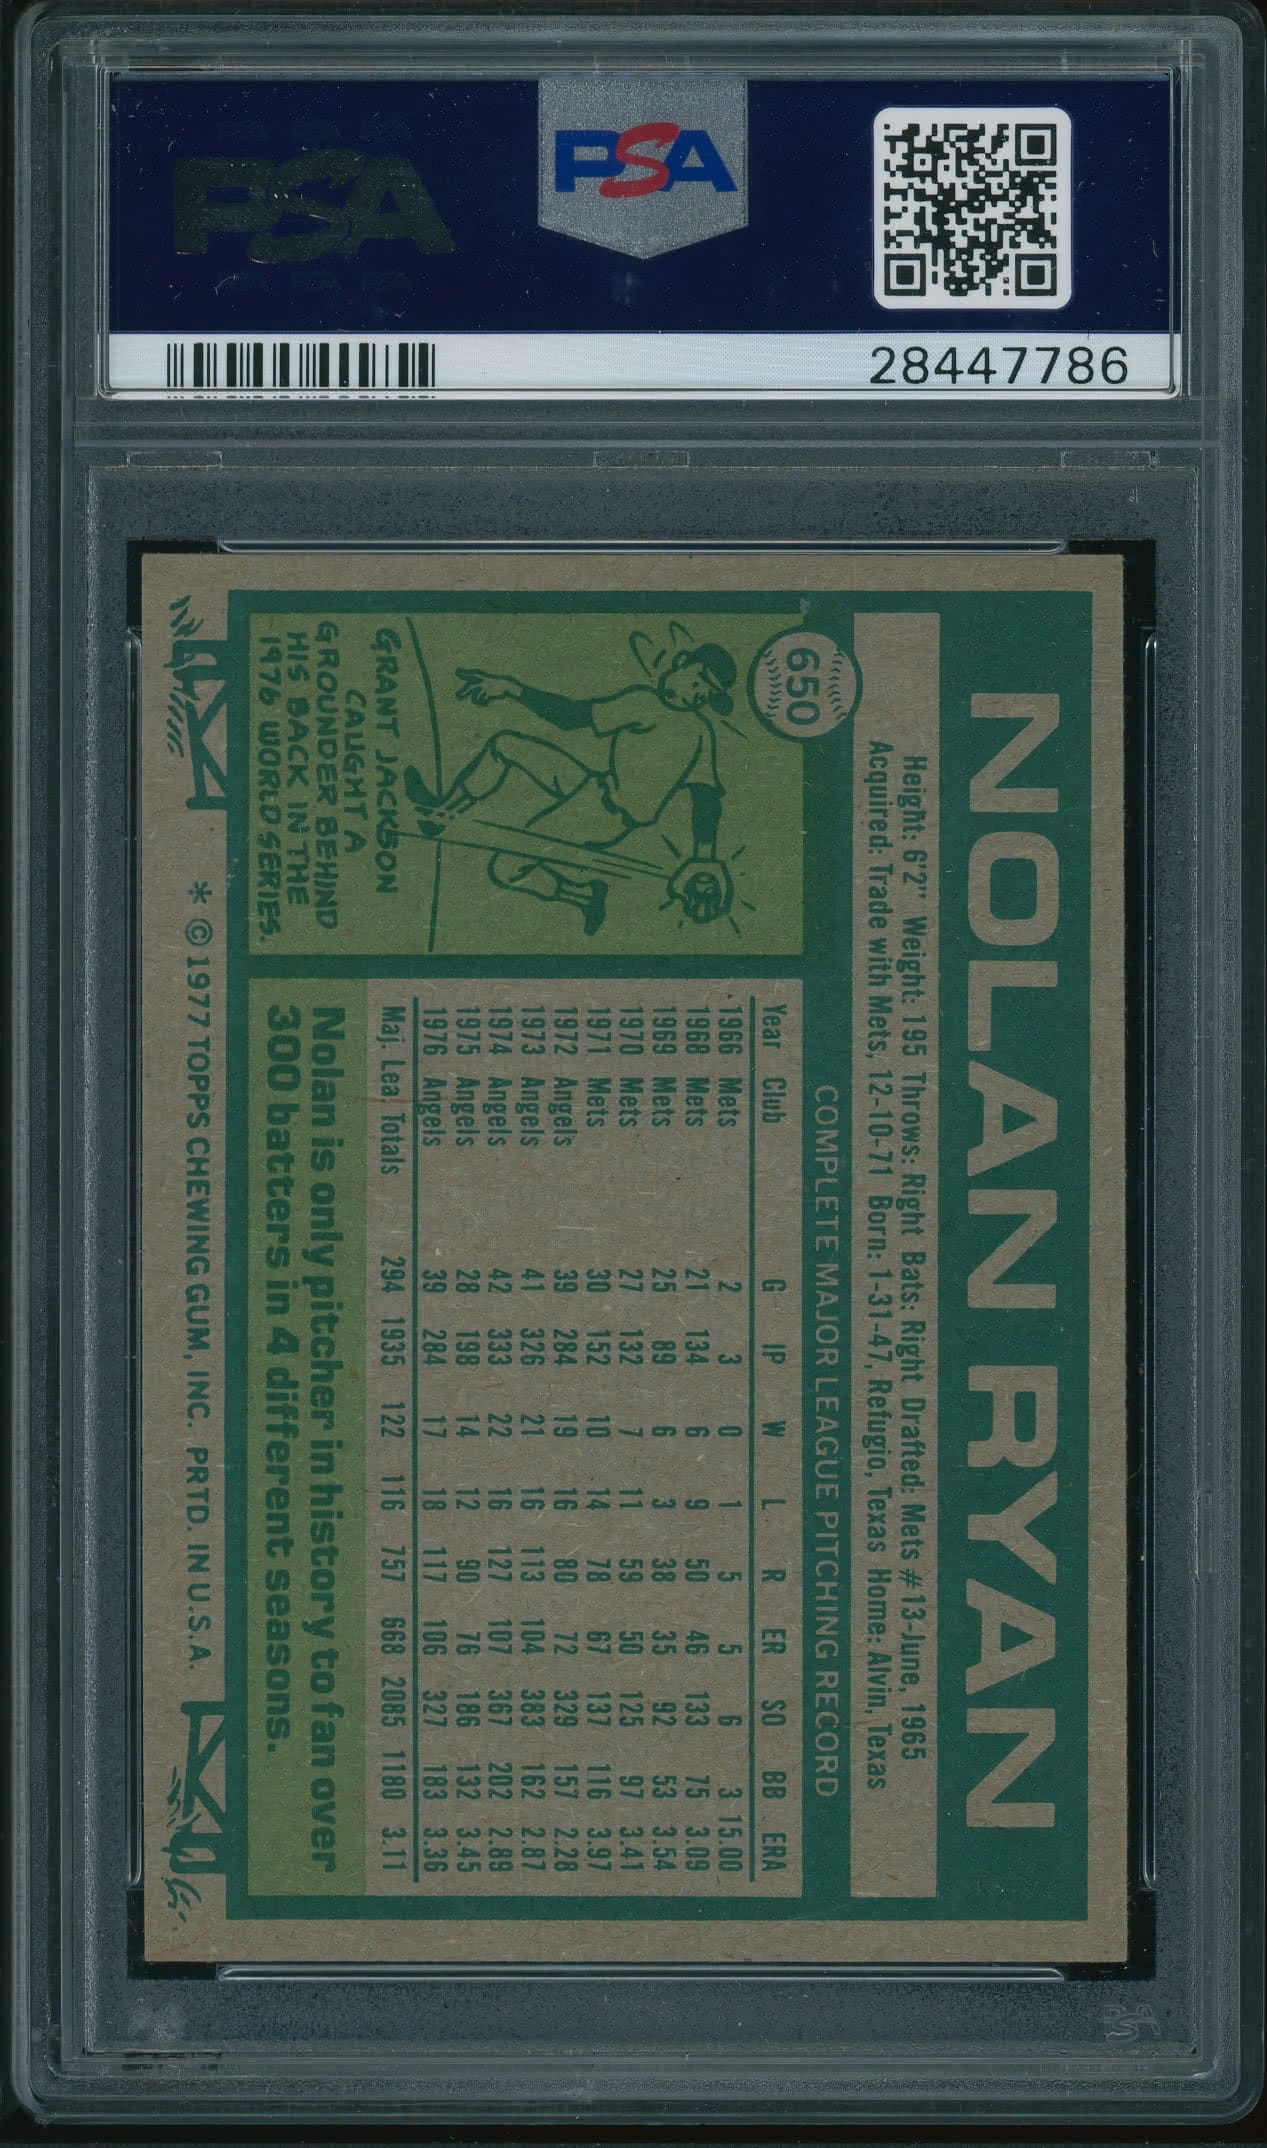 PSA
PSA
28447786
NOLAN RYAN
650
Height: 6'2" Weight: 195 Throws: Right Bats: Right Drafted: Mets #13-June, 1965
Acquired: Trade with Mets, 12-10-71 Born: 1-31-47, Refugio, Texas Home: Alvin, Texas
COMPLETE MAJOR LEAGUE PITCHING RECORD
Year Club G IP W L R ER SO BB ERA
1966 Mets 2 3 0 1 5 5 6 3 15.00
1968 Mets 21 134 6 9 50 46 133 75 3.09
1969 Mets 25 89 6 3 38 35 92 53 3.54
1970 Mets 27 132 7 11 59 50 125 97 3.41
1971 Mets 30 152 10 14 78 67 137 116 3.97
1972 Angels 39 284 19 16 80 72 329 157 2.28
1973 Angels 41 326 21 16 113 104 383 162 2.87
1974 Angels 42 333 22 16 127 107 367 202 2.89
1975 Angels 28 198 14 12 90 76 186 132 3.45
1976 Angels 39 284 17 18 117 106 327 183 3.36
Maj. Lea. Totals 294 1935 122 116 757 668 2085 1180 3.11
GRANT JACKSON
CAUGHT A
GROUNDER BEHIND
HIS BACK IN THE
1976 WORLD SERIES.
Nolan is only pitcher in history to fan over
300 batters in 4 different seasons.
* © 1977 TOPPS CHEWING GUM, INC. PRTD. IN U.S.A.
PSA